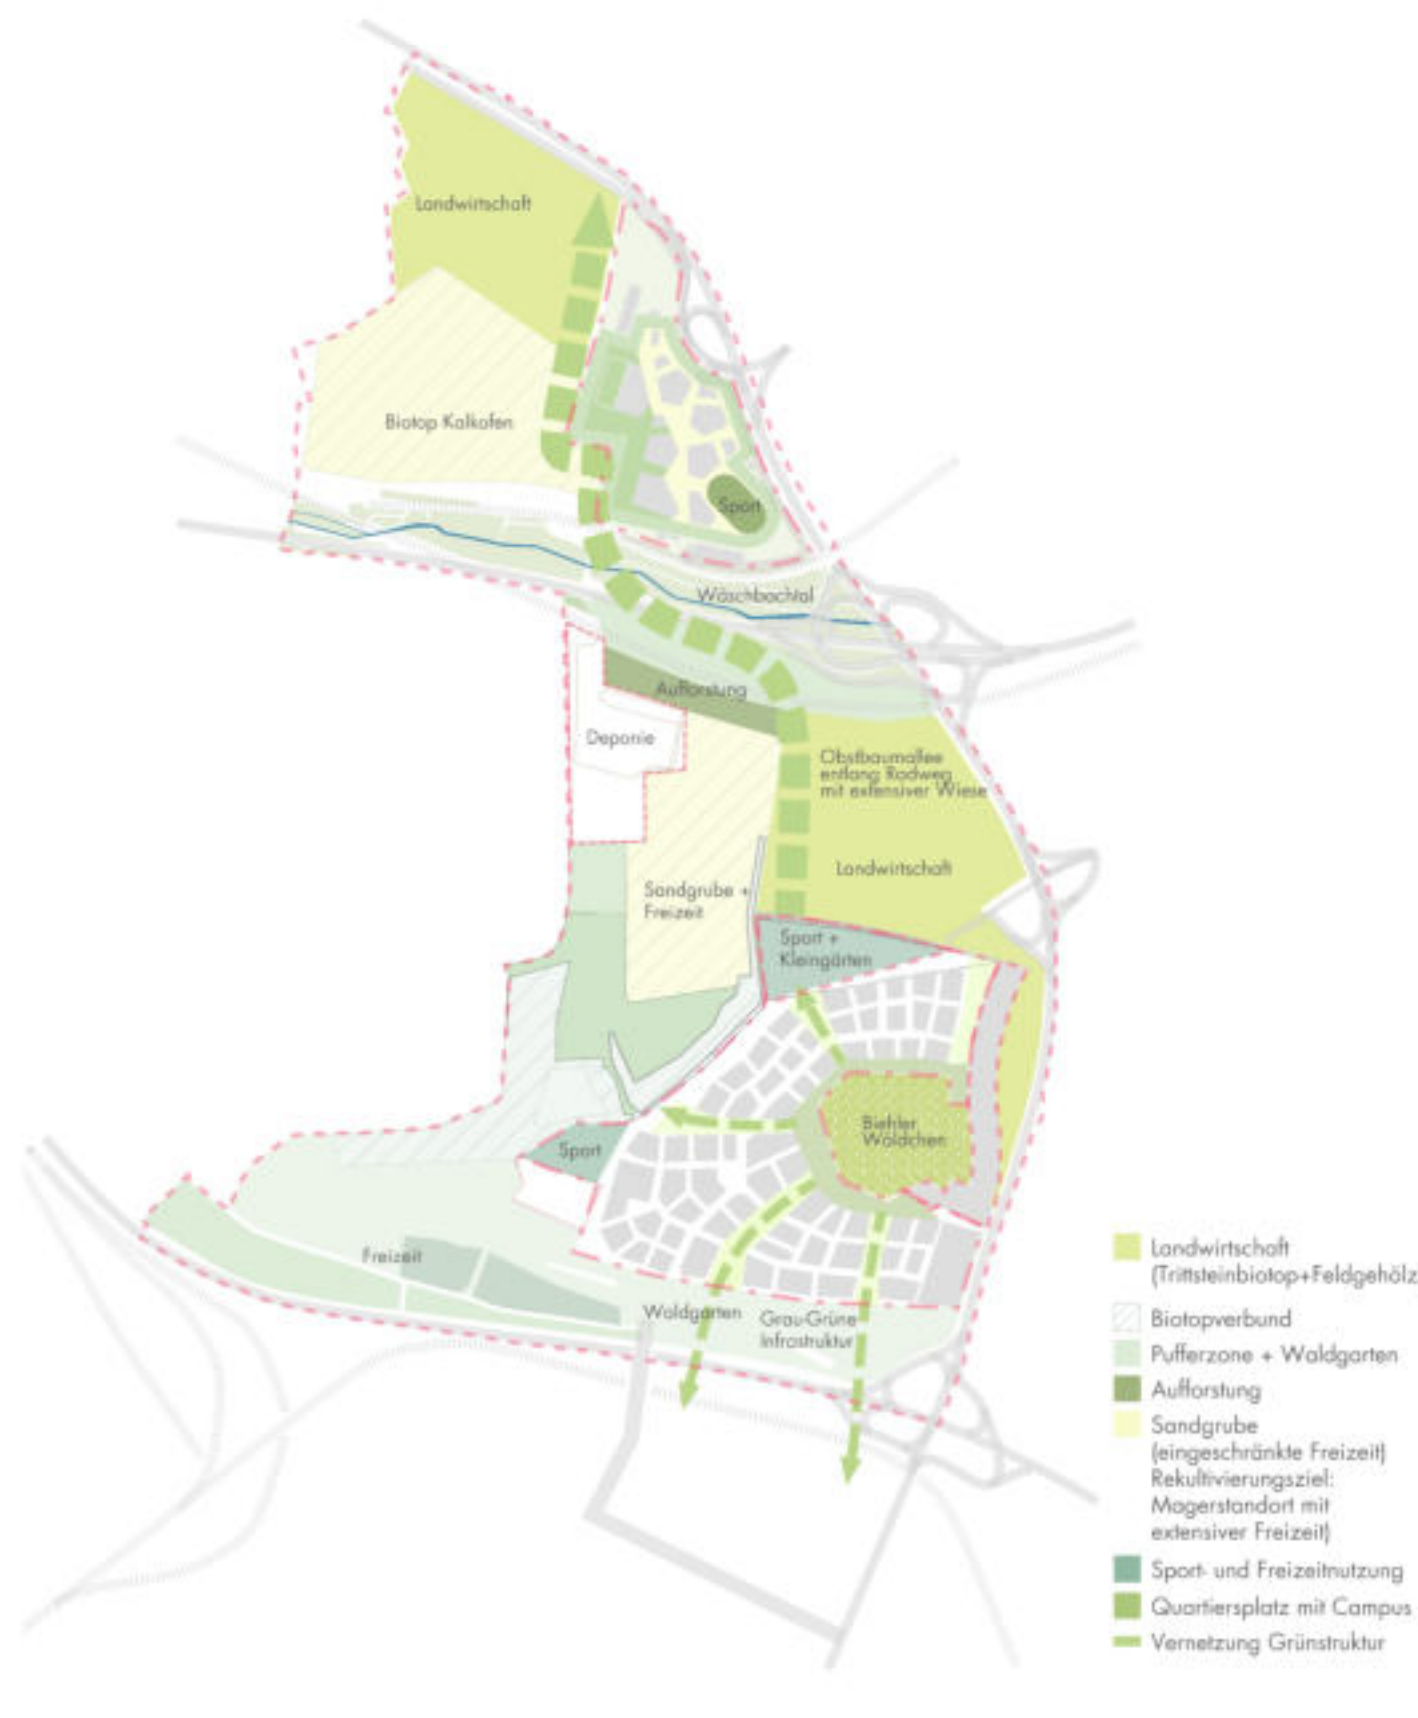 Landwirtschaft
Biotop Kalkofen
Sport
Wäschbachtal
Aufforstung
Deponie
Obstbaumallee
entlang Radweg
mit extensiver Wiese
Landwirtschaft
Sandgrube +
Freizeit
Sport +
Kleingärten
Biehler
Wäldchen
Sport
Freizeit
Waldgarten
Grau-Grüne
Infrastruktur
Landwirtschaft
(Trittsteinbiotop+Feldgehölz
Biotopverbund
Pufferzone + Waldgarten
Aufforstung
Sandgrube
(eingeschränkte Freizeit)
Rekultivierungsziel:
Magerstandort mit
extensiver Freizeit)
Sport- und Freizeitnutzung
Quartiersplatz mit Campus
Vernetzung Grünstruktur